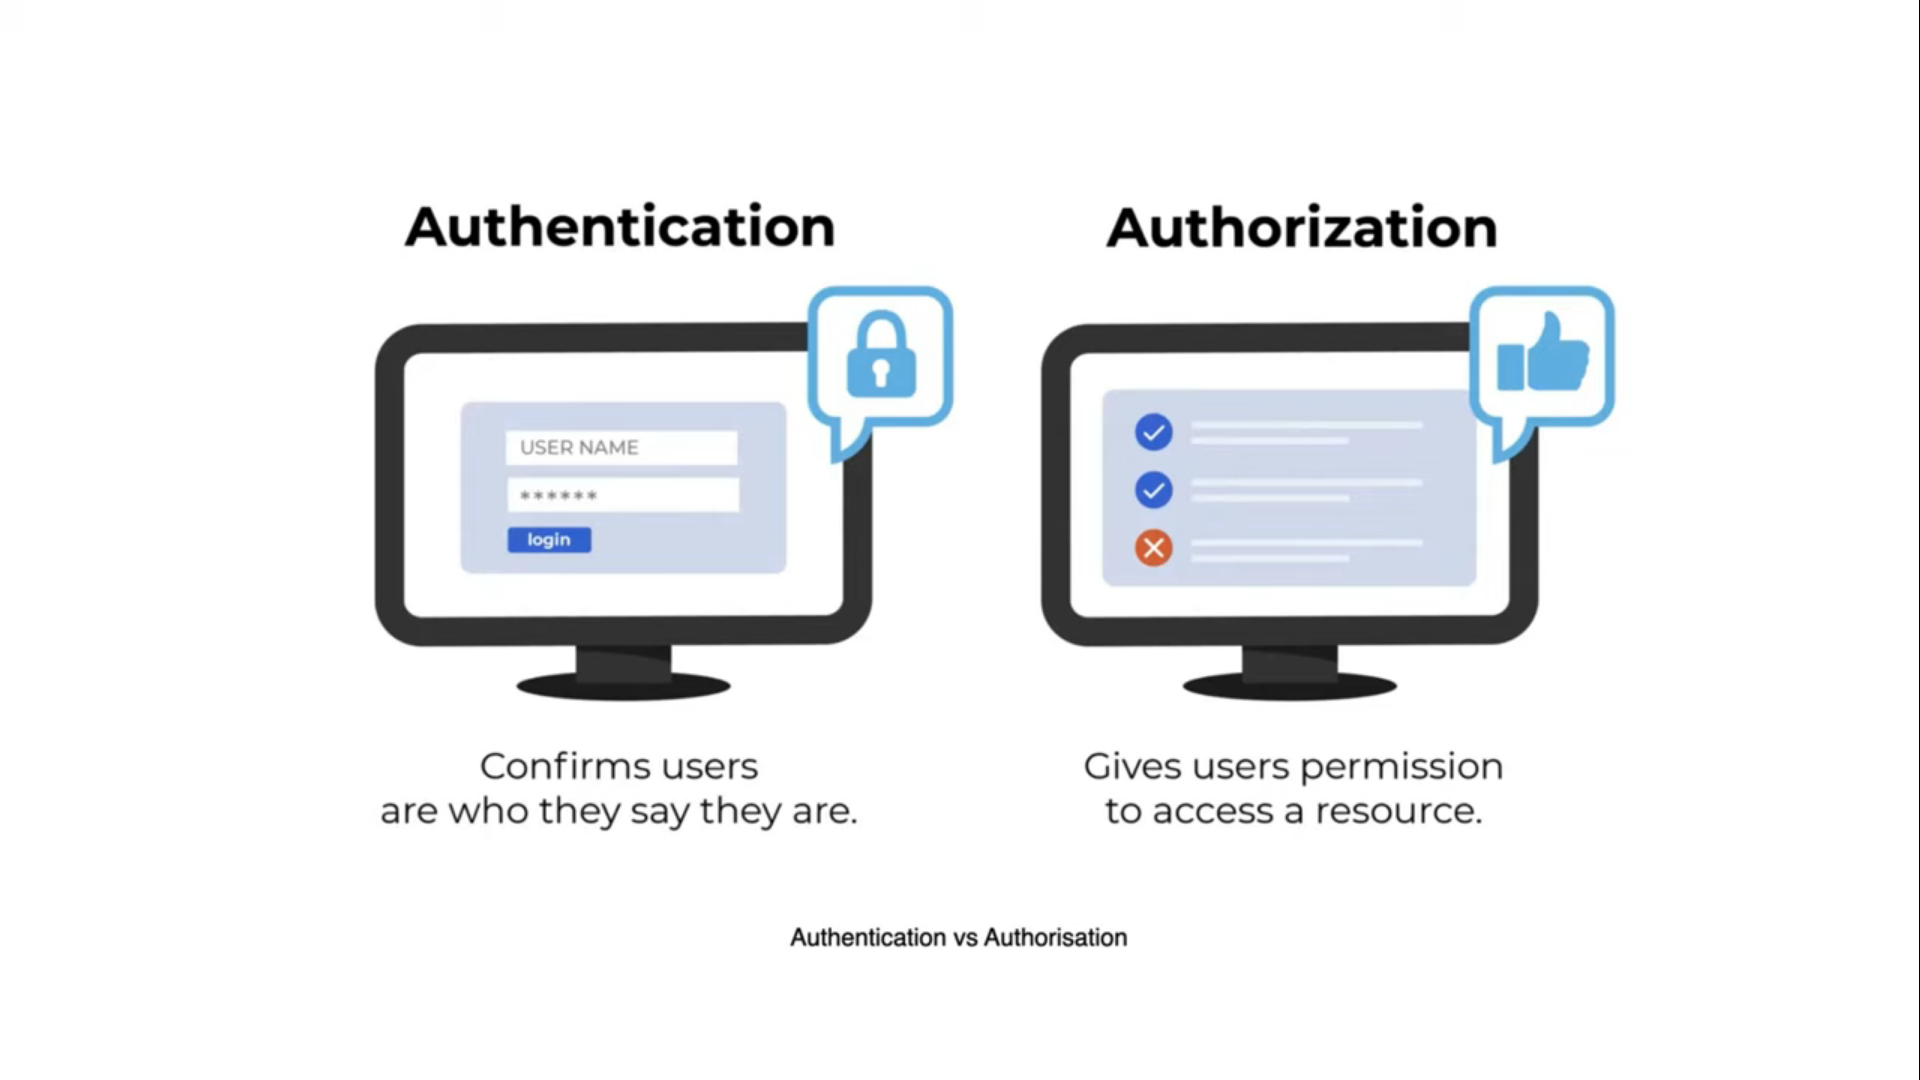 Authentication
Authorization
USER NAME
******
login
Confirms users
are who they say they are.
Gives users permission
to access a resource.
Authentication vs Authorisation